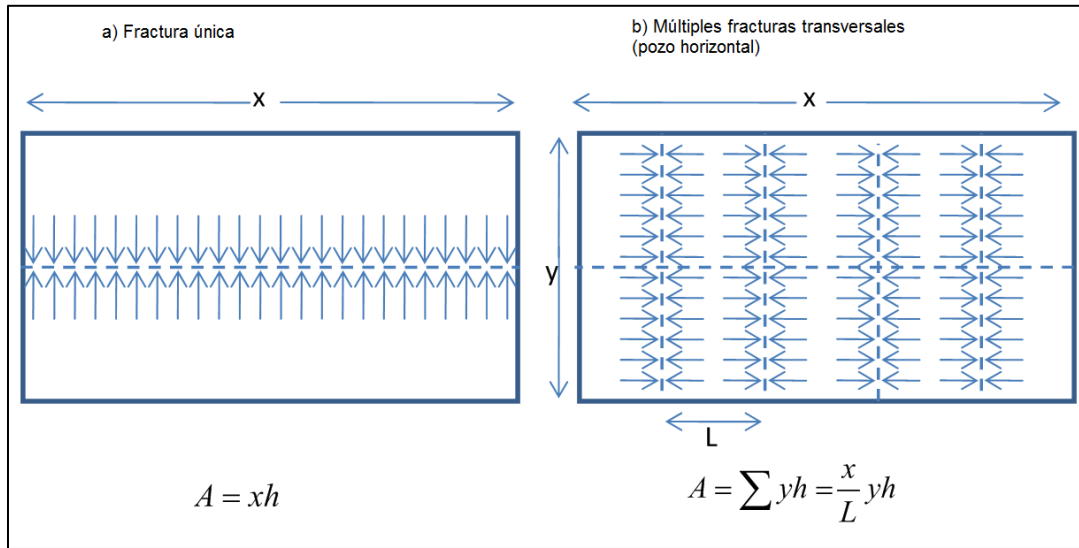 a) Fractura única
b) Múltiples fracturas transversales
(pozo horizontal)
x
x
y
L
A = xh
A = ∑ yh = x/L yh